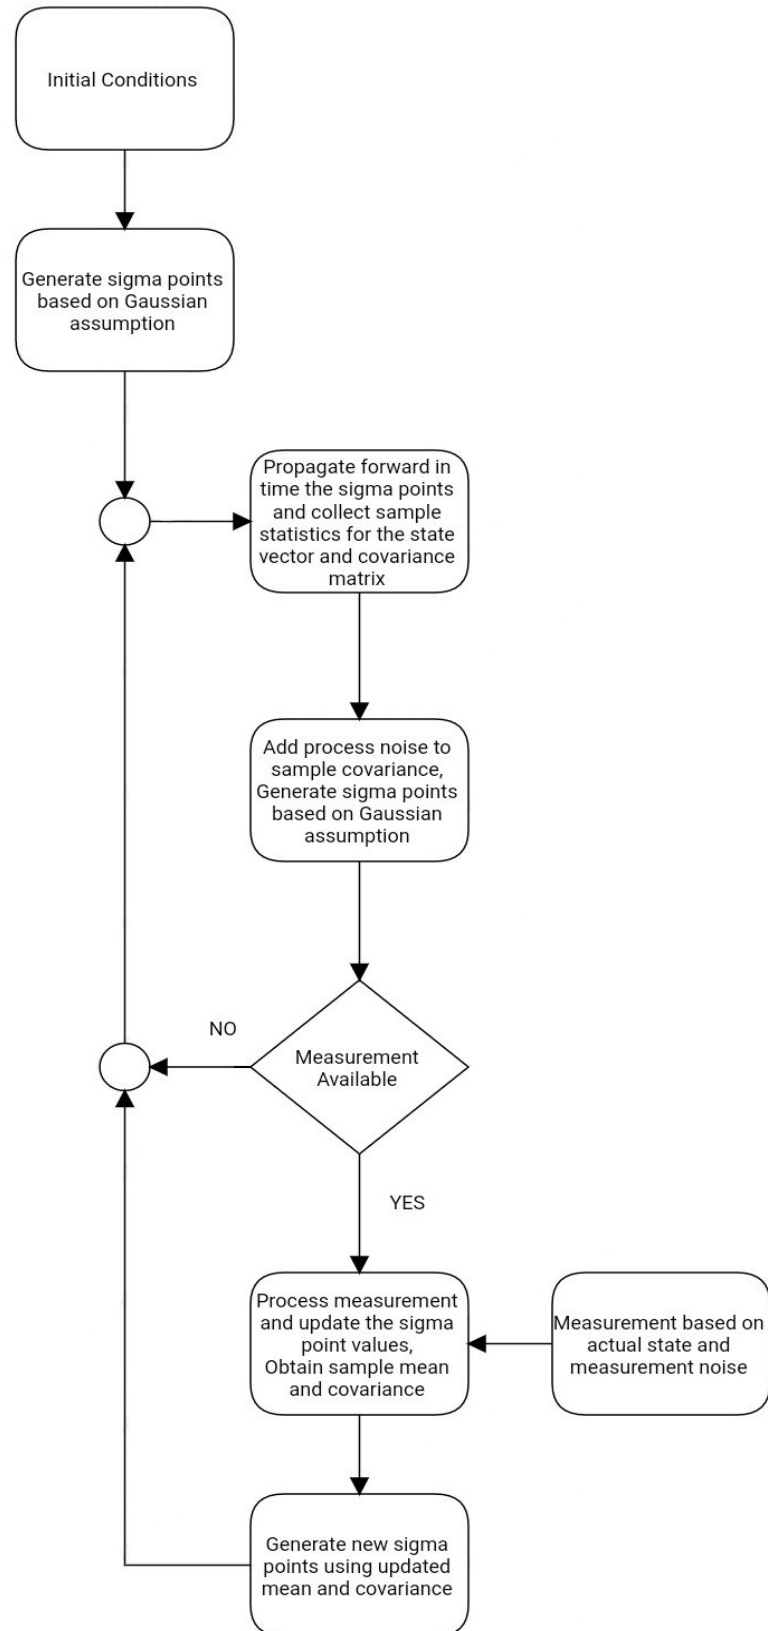 Initial Conditions
Generate sigma points
based on Gaussian
assumption
Propagate forward in
time the sigma points
and collect sample
statistics for the state
vector and covariance
matrix
Add process noise to
sample covariance,
Generate sigma points
based on Gaussian
assumption
Measurement
Available
NO
YES
Process measurement
and update the sigma
point values,
Obtain sample mean
and covariance
Measurement based on
actual state and
measurement noise
Generate new sigma
points using updated
mean and covariance